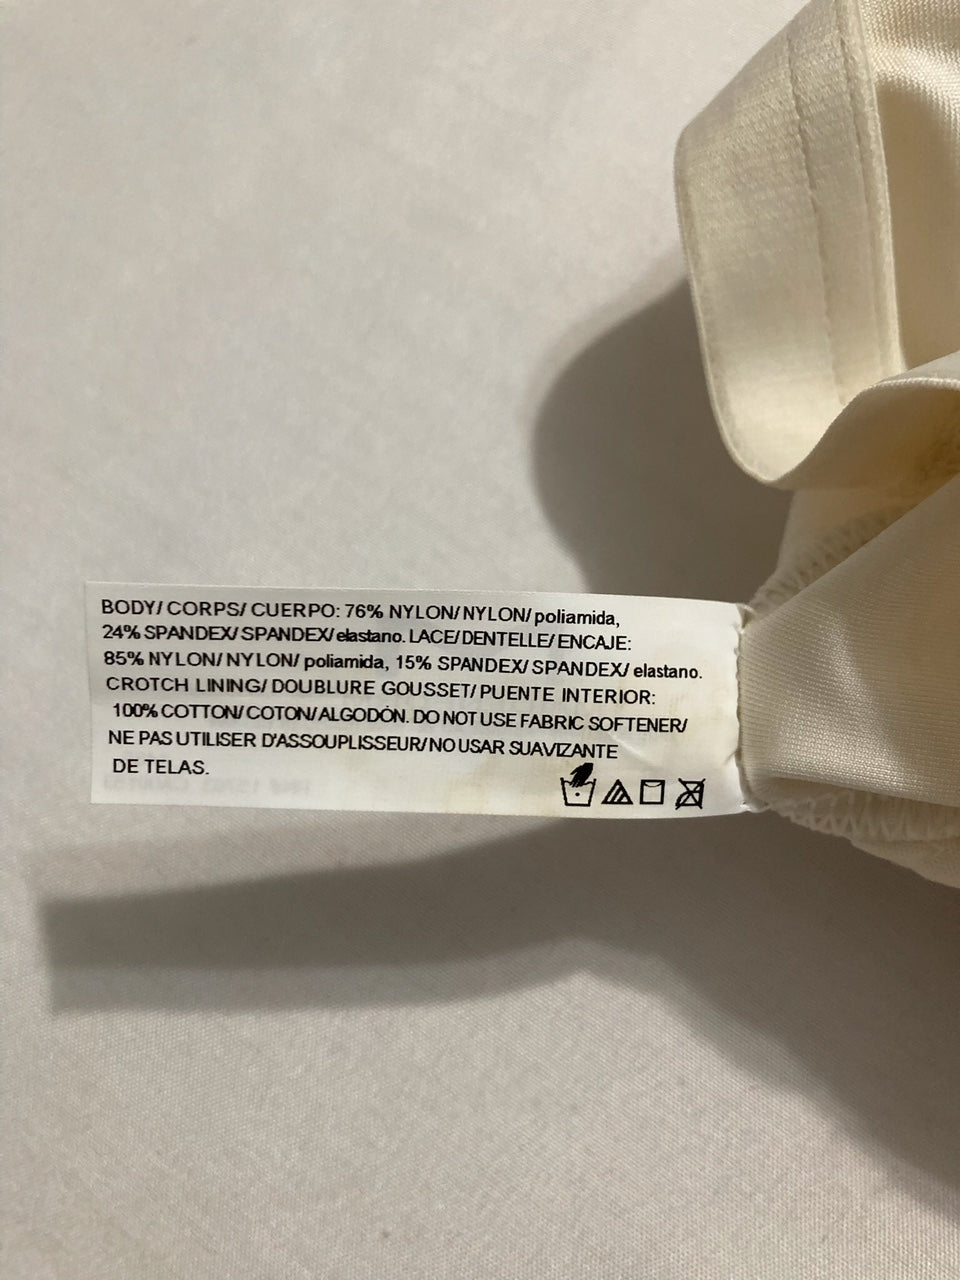 BODY/ CORPS/ CUERPO: 76% NYLON/ NYLON/ poliamida,
24% SPANDEX/ SPANDEX/ elastano. LACE/ DENTELLE/ ENCAJE:
85% NYLON/ NYLON/ poliamida, 15% SPANDEX/ SPANDEX/ elastano.
CROTCH LINING/ DOUBLURE GOUSSET/ PUENTE INTERIOR:
100% COTTON/ COTON/ ALGODÓN. DO NOT USE FABRIC SOFTENER/
NE PAS UTILISER D'ASSOUPLISSEUR/ NO USAR SUAVIZANTE
DE TELAS.